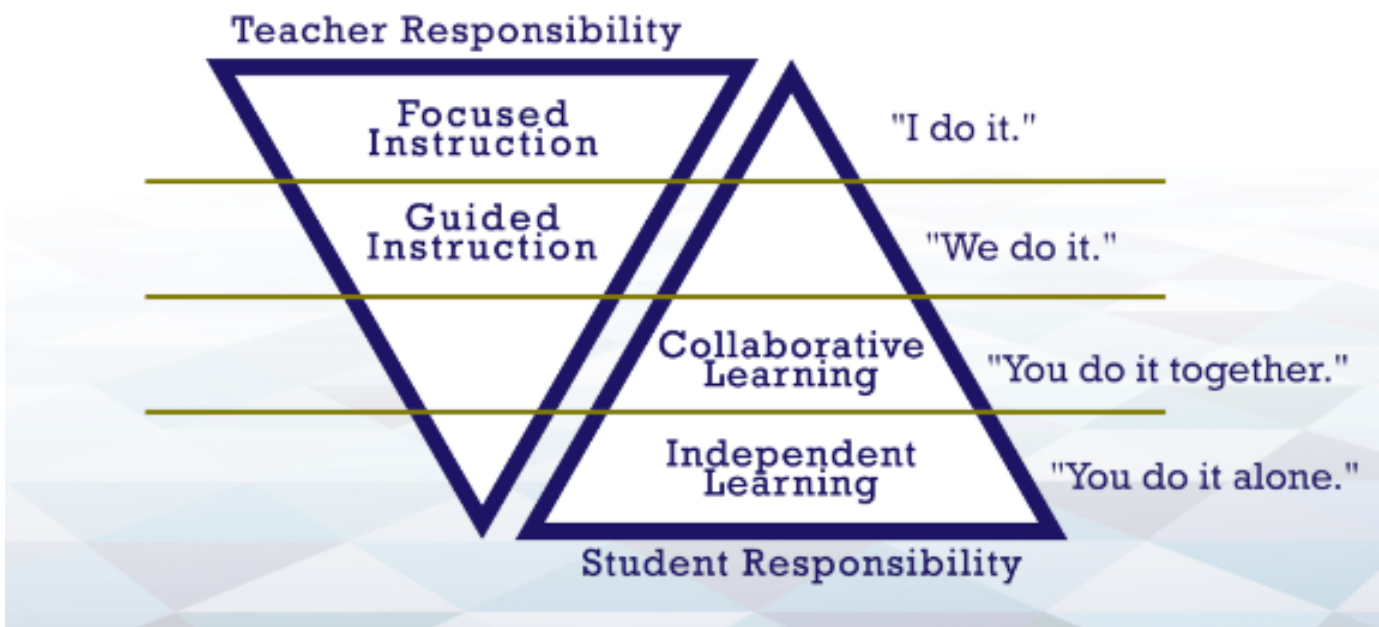 Teacher Responsibility
Focused
Instruction
"I do it."
Guided
Instruction
"We do it."
Collaborative
Learning
"You do it together."
Independent
Learning
"You do it alone."
Student Responsibility